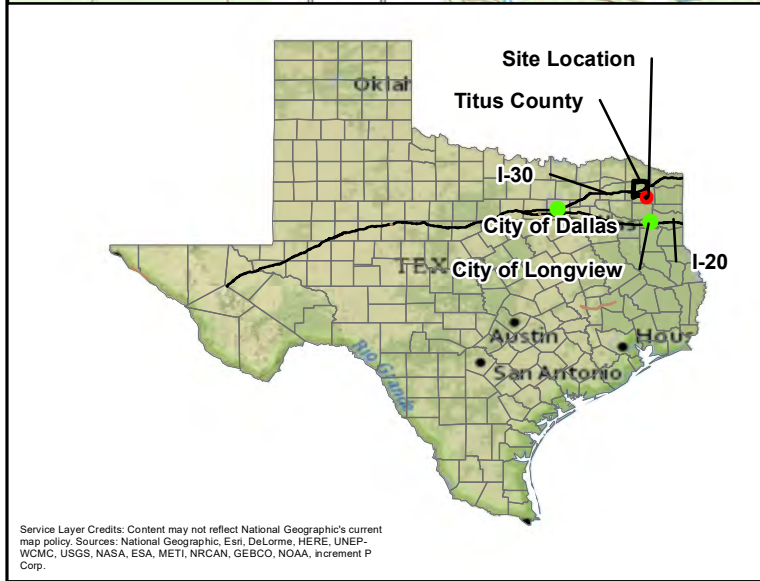 Site Location
Oklah
Titus County
I-30
City of Dallas
TEX
City of Longview
I-20
Austin
Hous
San Antonio
Rio Grande
Service Layer Credits: Content may not reflect National Geographic's current
map policy. Sources: National Geographic, Esri, DeLorme, HERE, UNEP-
WCMC, USGS, NASA, ESA, METI, NRCAN, GEBCO, NOAA, increment P
Corp.